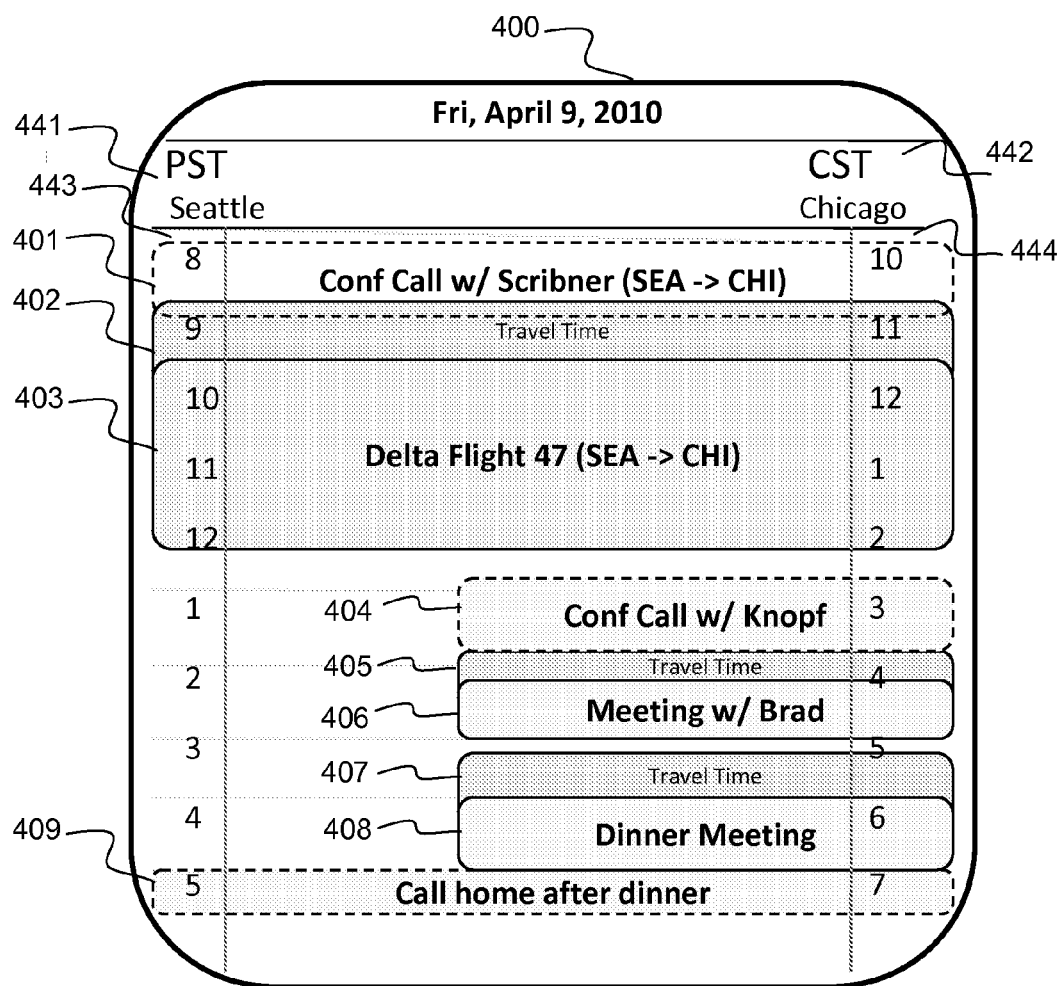 400
Fri, April 9, 2010
441
PST
CST
442
443
Seattle
Chicago
401
8
10
444
Conf Call w/ Scribner (SEA -> CHI)
402
9
Travel Time
11
403
10
12
Delta Flight 47 (SEA -> CHI)
11
1
12
2
1
404
Conf Call w/ Knopf
3
405
Travel Time
2
4
406
Meeting w/ Brad
3
5
407
Travel Time
4
6
409
408
Dinner Meeting
5
Call home after dinner
7